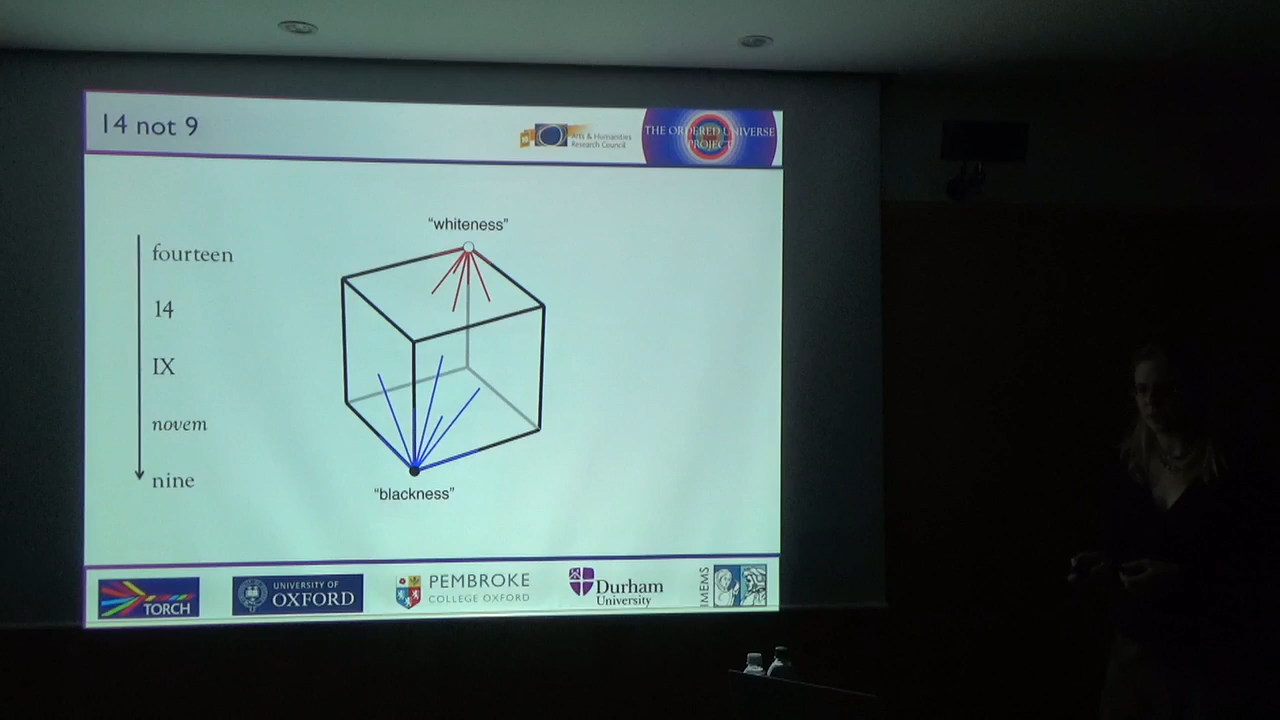 14 not 9
Arts & Humanities
Research Council
THE ORDERED UNIVERSE
PROJECT
fourteen
14
IX
novem
nine
"whiteness"
"blackness"
TORCH
UNIVERSITY OF
OXFORD
PEMBROKE
COLLEGE OXFORD
Durham
University
IMEMS